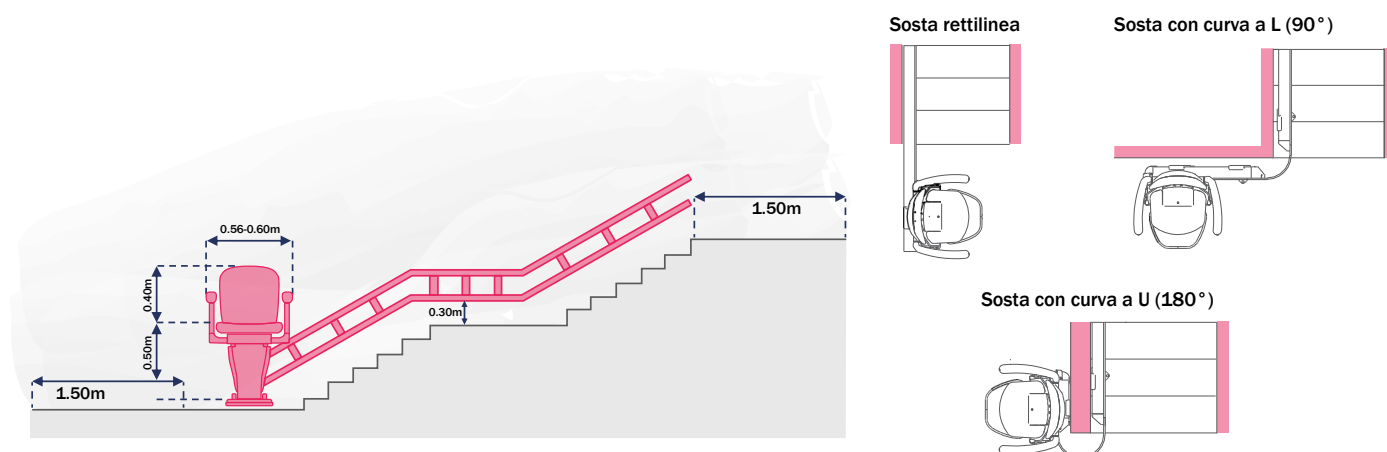 Sosta rettilinea
Sosta con curva a L (90°)
1.50m
0.56-0.60m
0.40m
0.30m
0.50m
1.50m
Sosta con curva a U (180°)